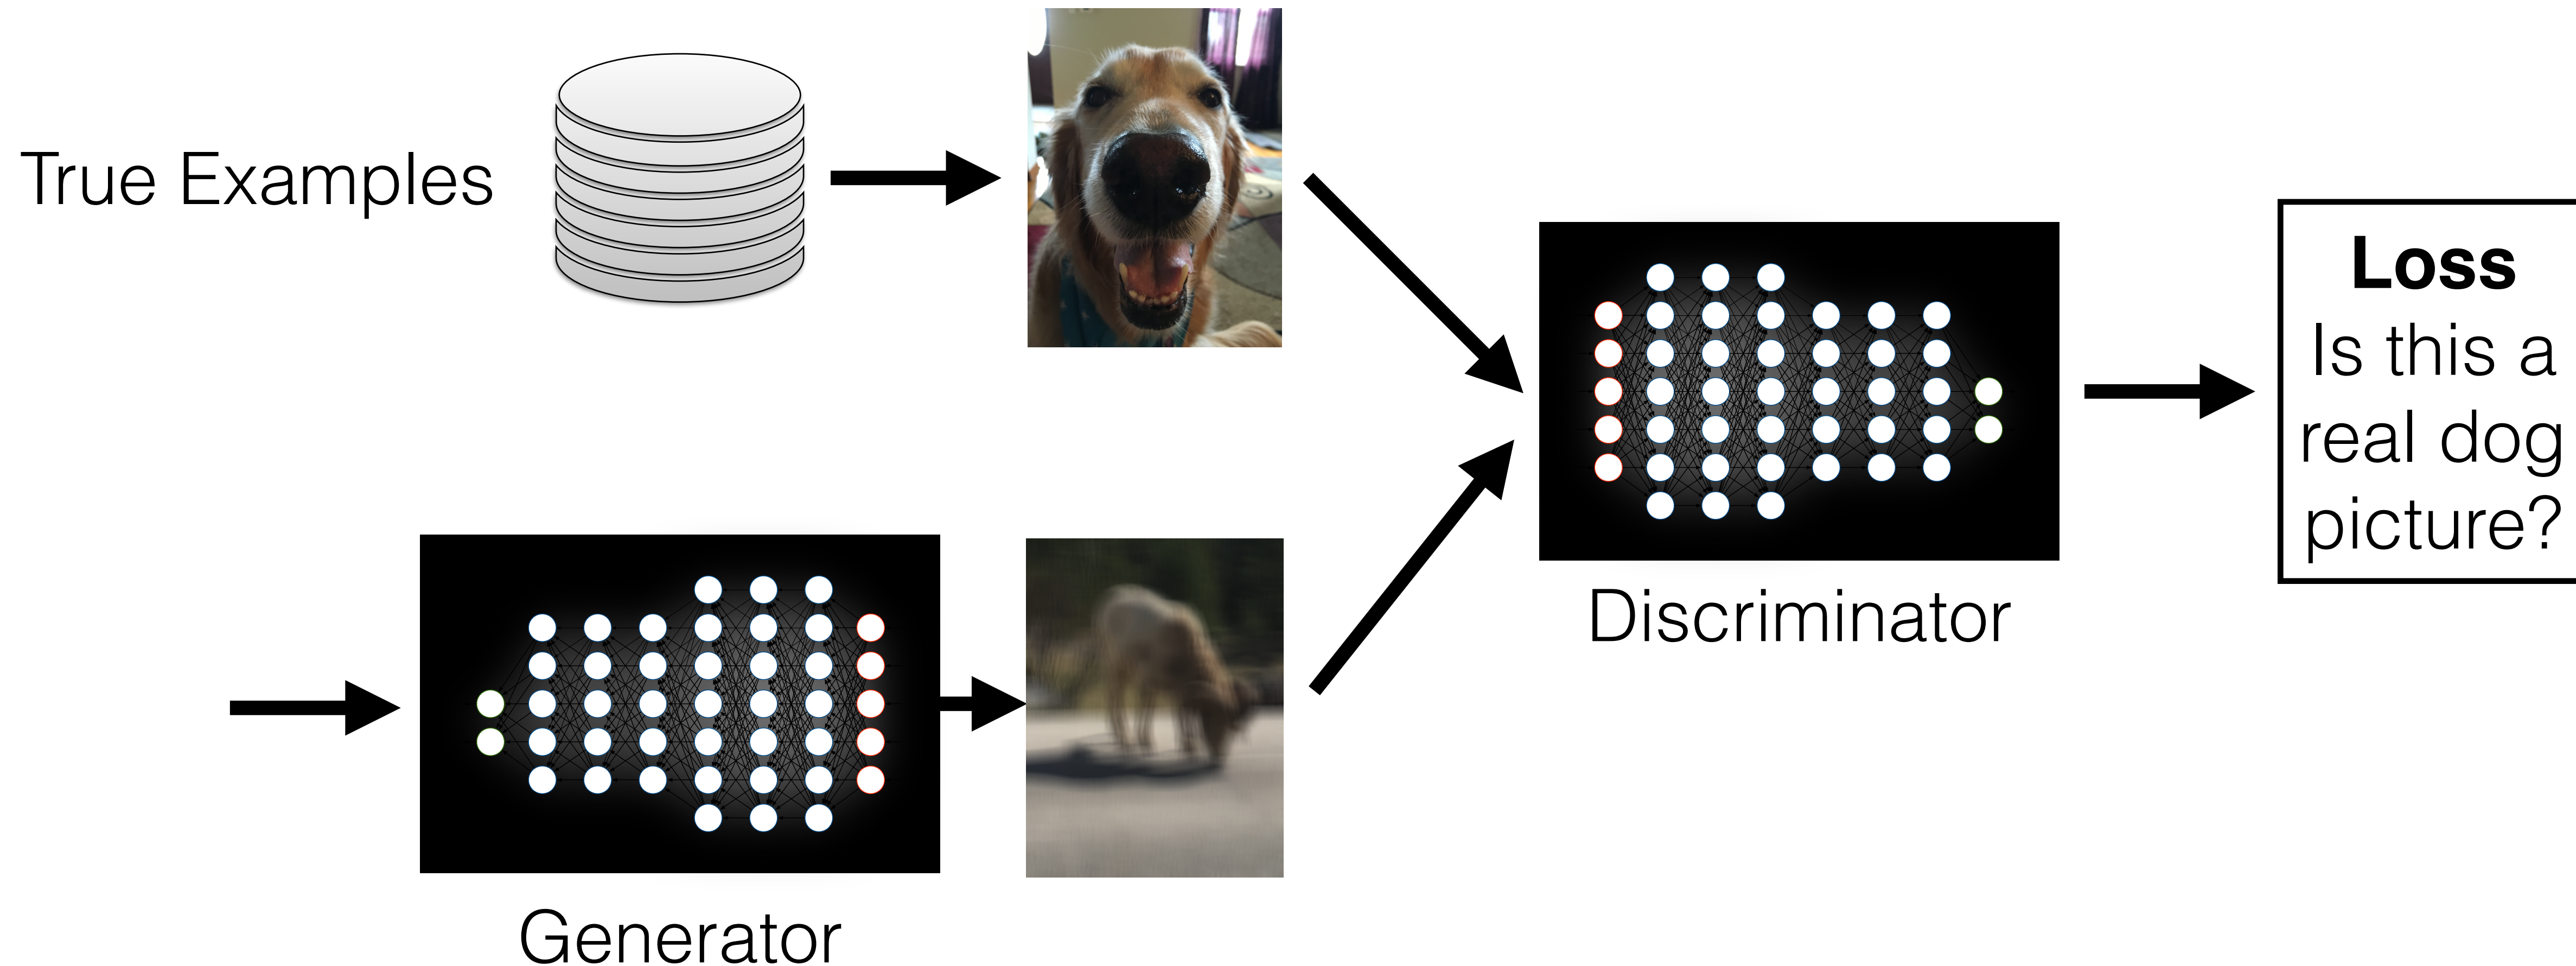 True Examples
Loss
Is this a
real dog
picture?
Discriminator
Generator